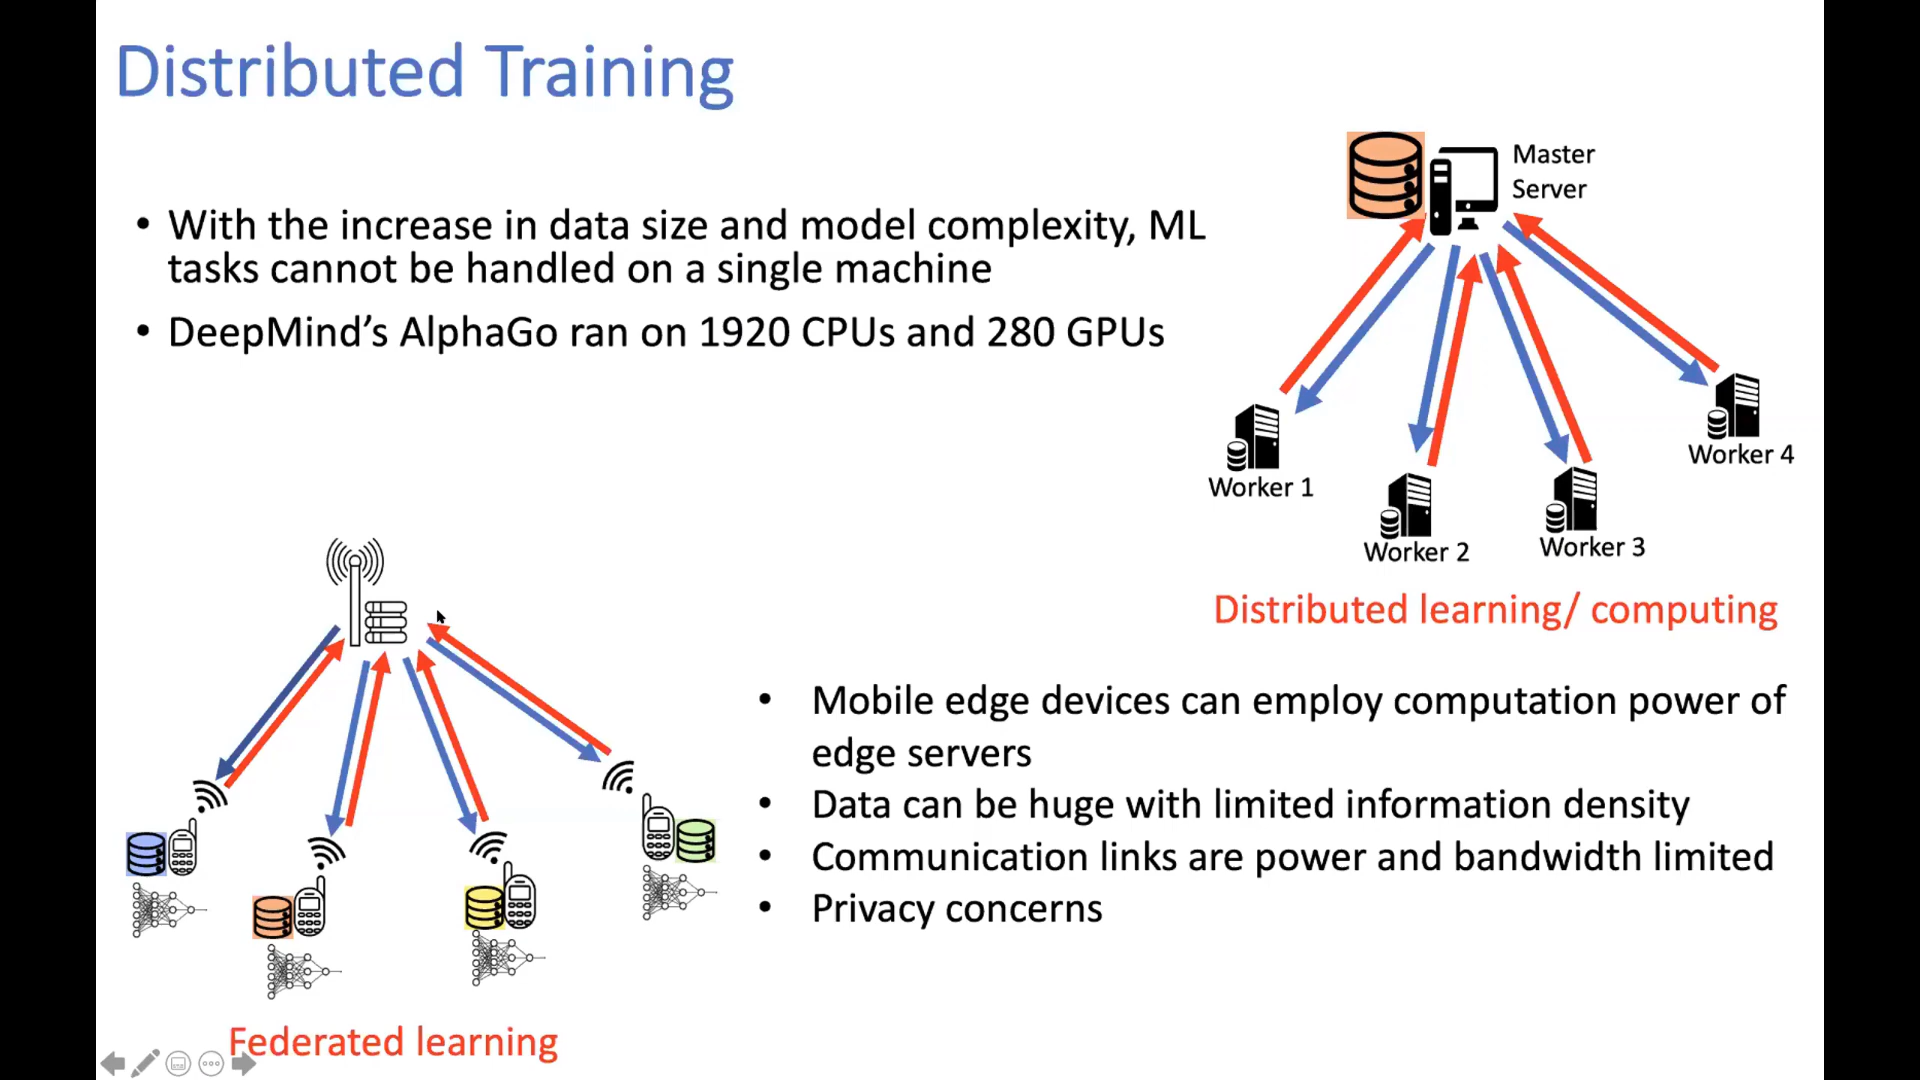 Distributed Training
• With the increase in data size and model complexity, ML
tasks cannot be handled on a single machine
• DeepMind’s AlphaGo ran on 1920 CPUs and 280 GPUs
Master
Server
Worker 1
Worker 2
Worker 3
Worker 4
Distributed learning/ computing
• Mobile edge devices can employ computation power of
edge servers
• Data can be huge with limited information density
• Communication links are power and bandwidth limited
• Privacy concerns
Federated learning